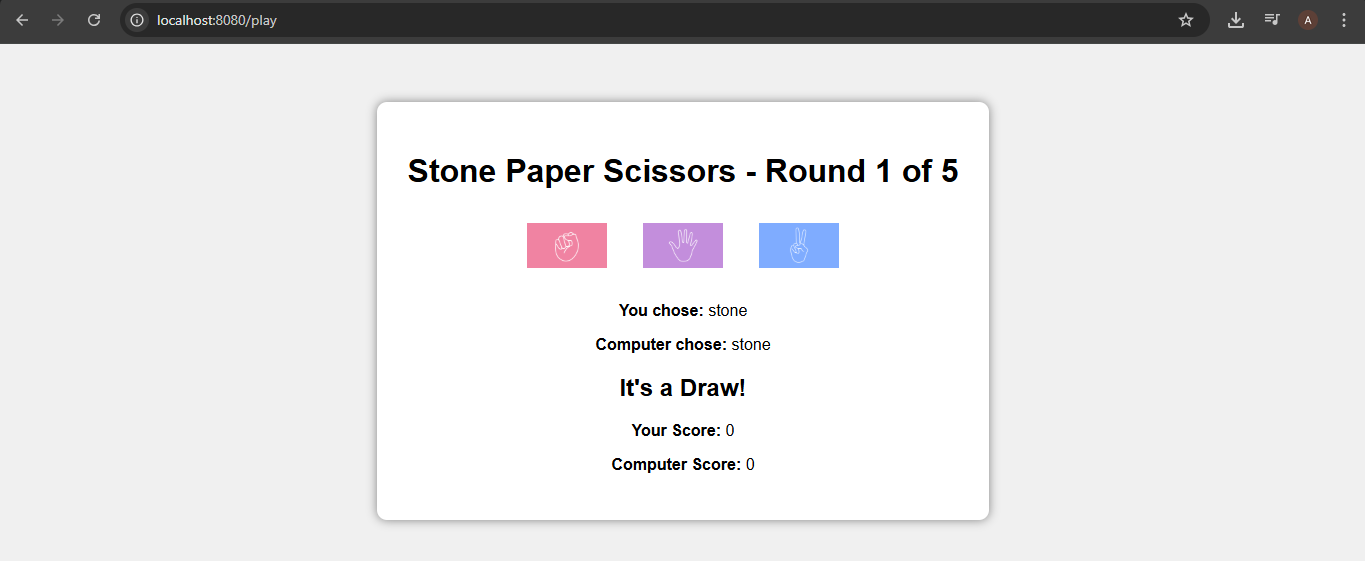 localhost:8080/play
A
Stone Paper Scissors - Round 1 of 5
You chose: stone
Computer chose: stone
It's a Draw!
Your Score: 0
Computer Score: 0